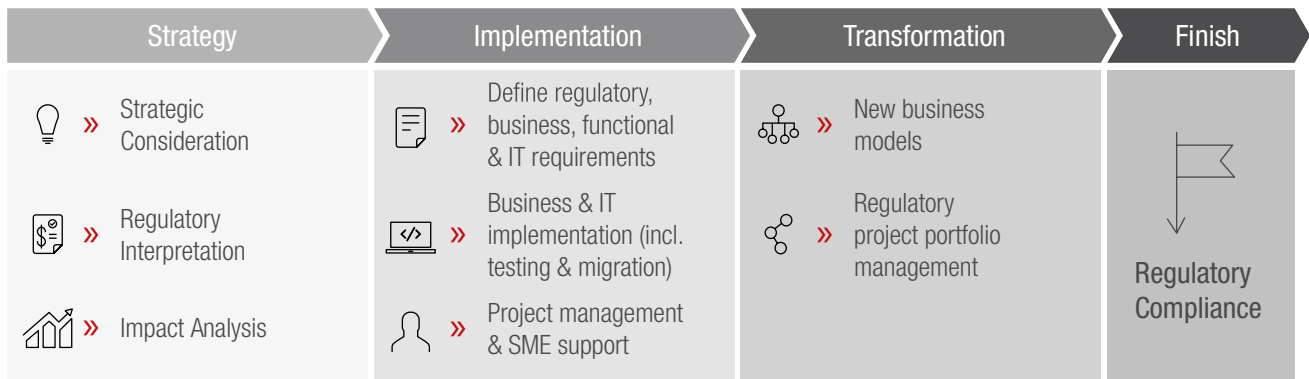 Strategy
Implementation
Transformation
Finish
» Strategic
Consideration
» Regulatory
Interpretation
» Impact Analysis
» Define regulatory,
business, functional
& IT requirements
</> » Business & IT
implementation (incl.
testing & migration)
» Project management
& SME support
» New business
models
» Regulatory
project portfolio
management
Regulatory
Compliance